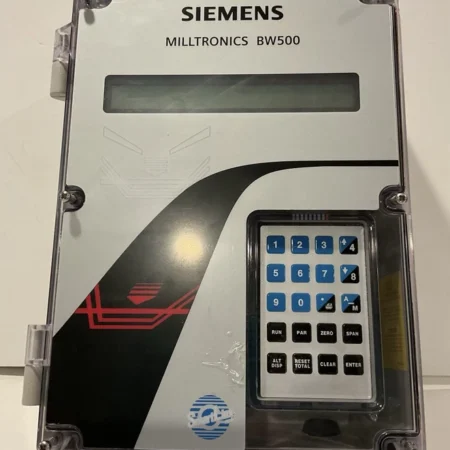 SIEMENS
MILLTRONICS BW500
1 2 3 4
5 6 7 8
9 0 A M
RUN PAR ZERO SPAN
ALT DISP RESET TOTAL CLEAR ENTER